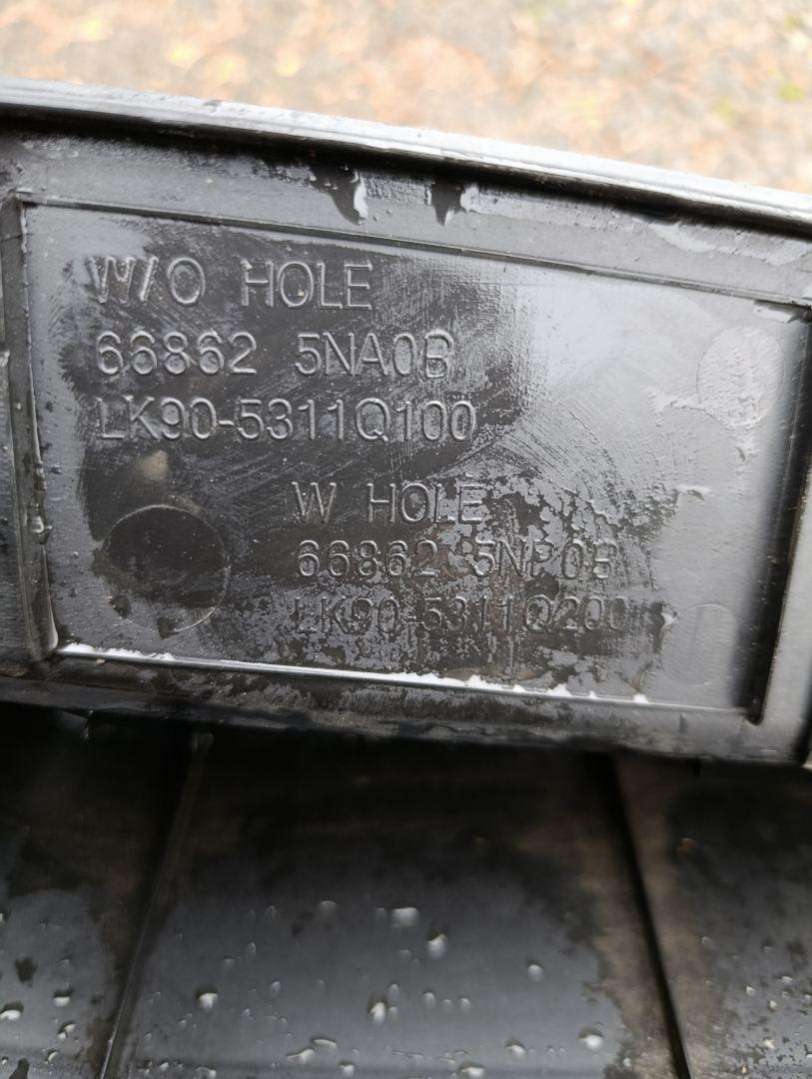 W/O HOLE
66862 5NA0B
LK90-5311Q100
W HOLE
66862 5NP0B
LK90-5311Q200